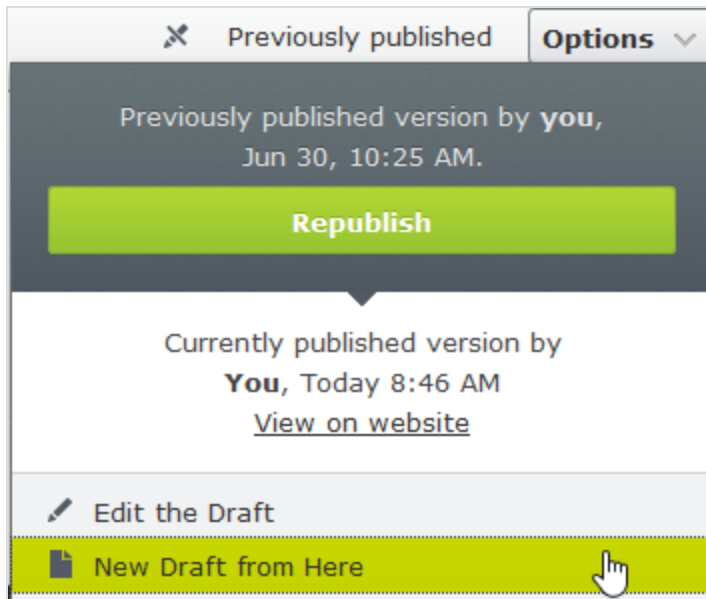 Previously published Options
Previously published version by you,
Jun 30, 10:25 AM.
Republish
Currently published version by
You, Today 8:46 AM
View on website
Edit the Draft
New Draft from Here